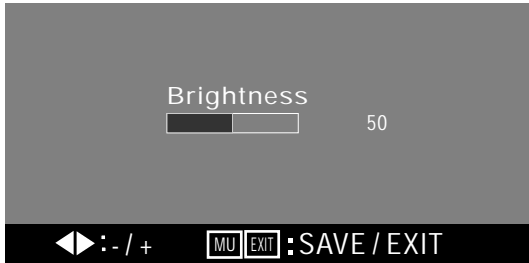 Brightness
50
◀▶:- / + MU EXIT :SAVE / EXIT